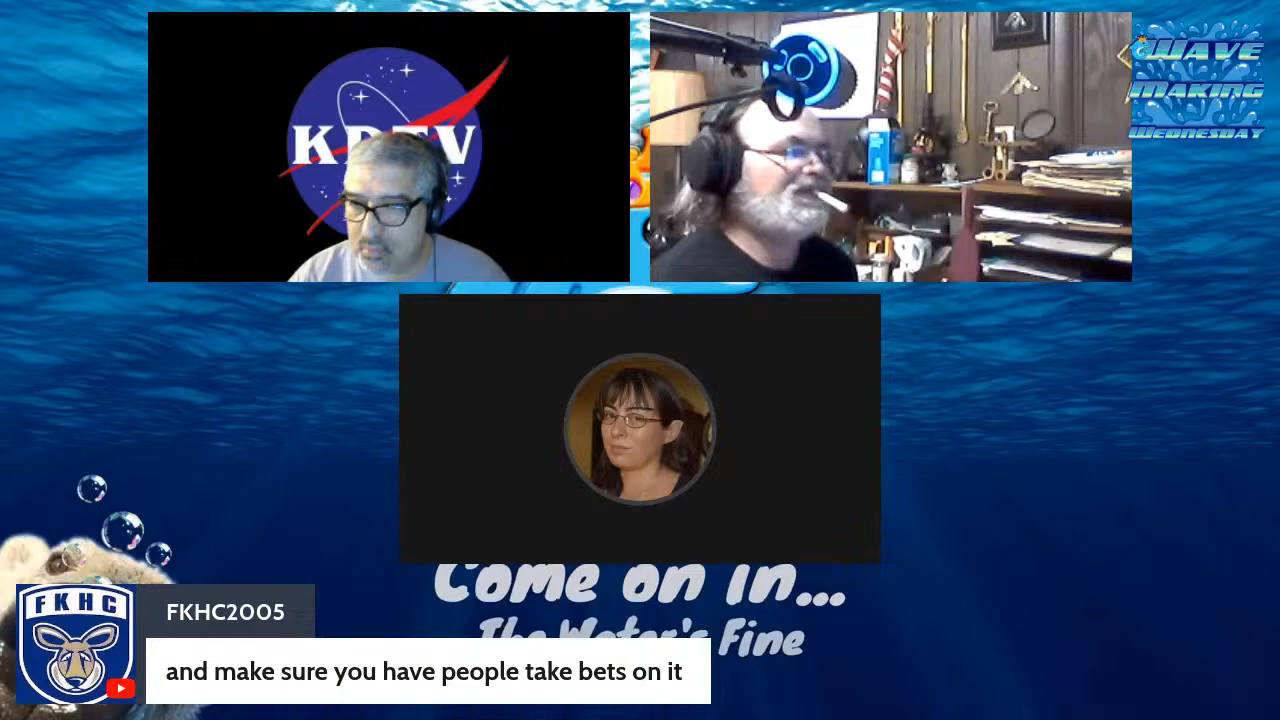 KDEV
WAVE
MAKING
WEDNESDAY
Come on in...
The Water's Fine
FKHC
FKHC2005
and make sure you have people take bets on it